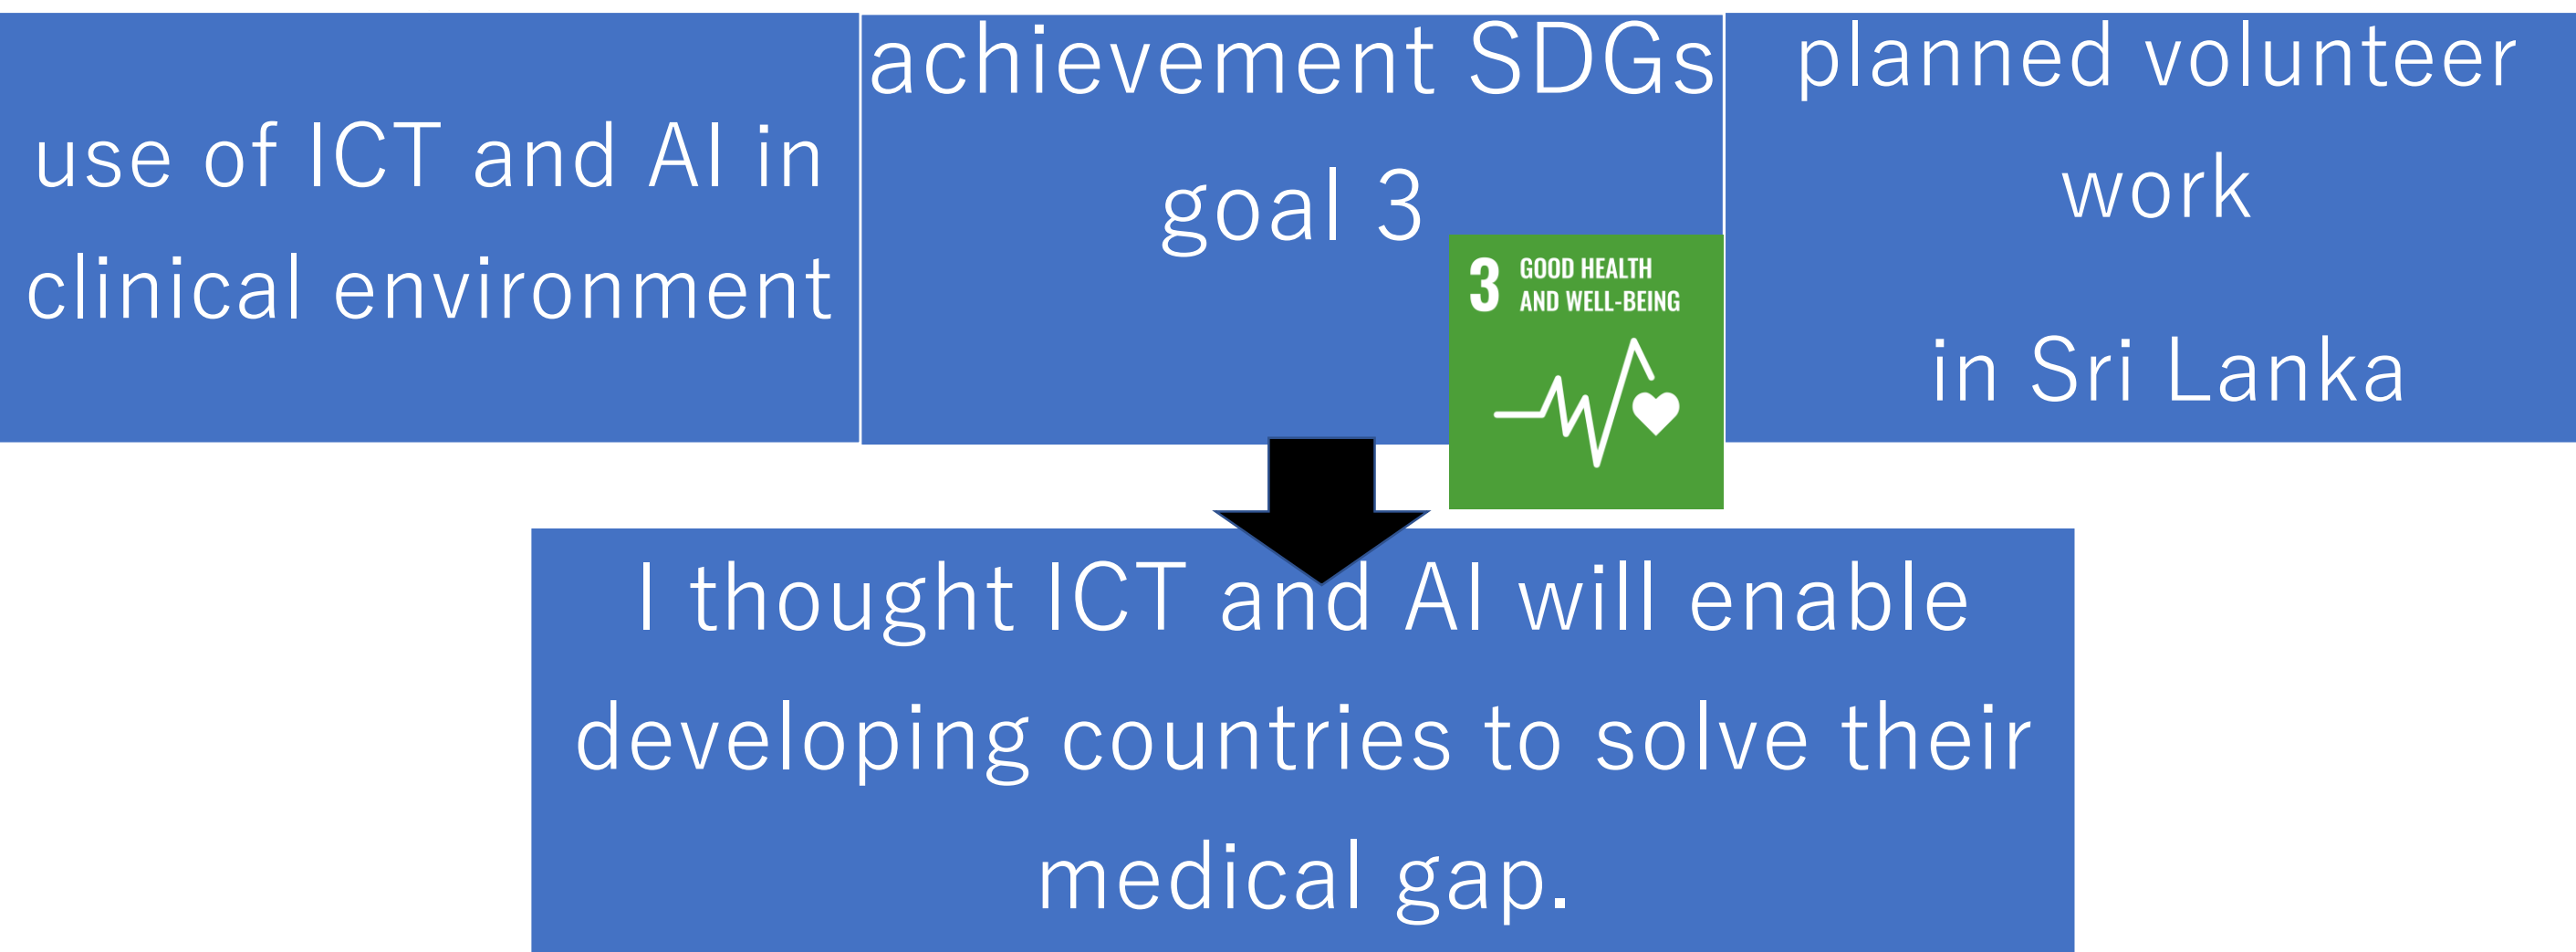 use of ICT and AI in
clinical environment
achievement SDGs
goal 3
3 GOOD HEALTH
AND WELL-BEING
planned volunteer
work
in Sri Lanka
I thought ICT and AI will enable
developing countries to solve their
medical gap.